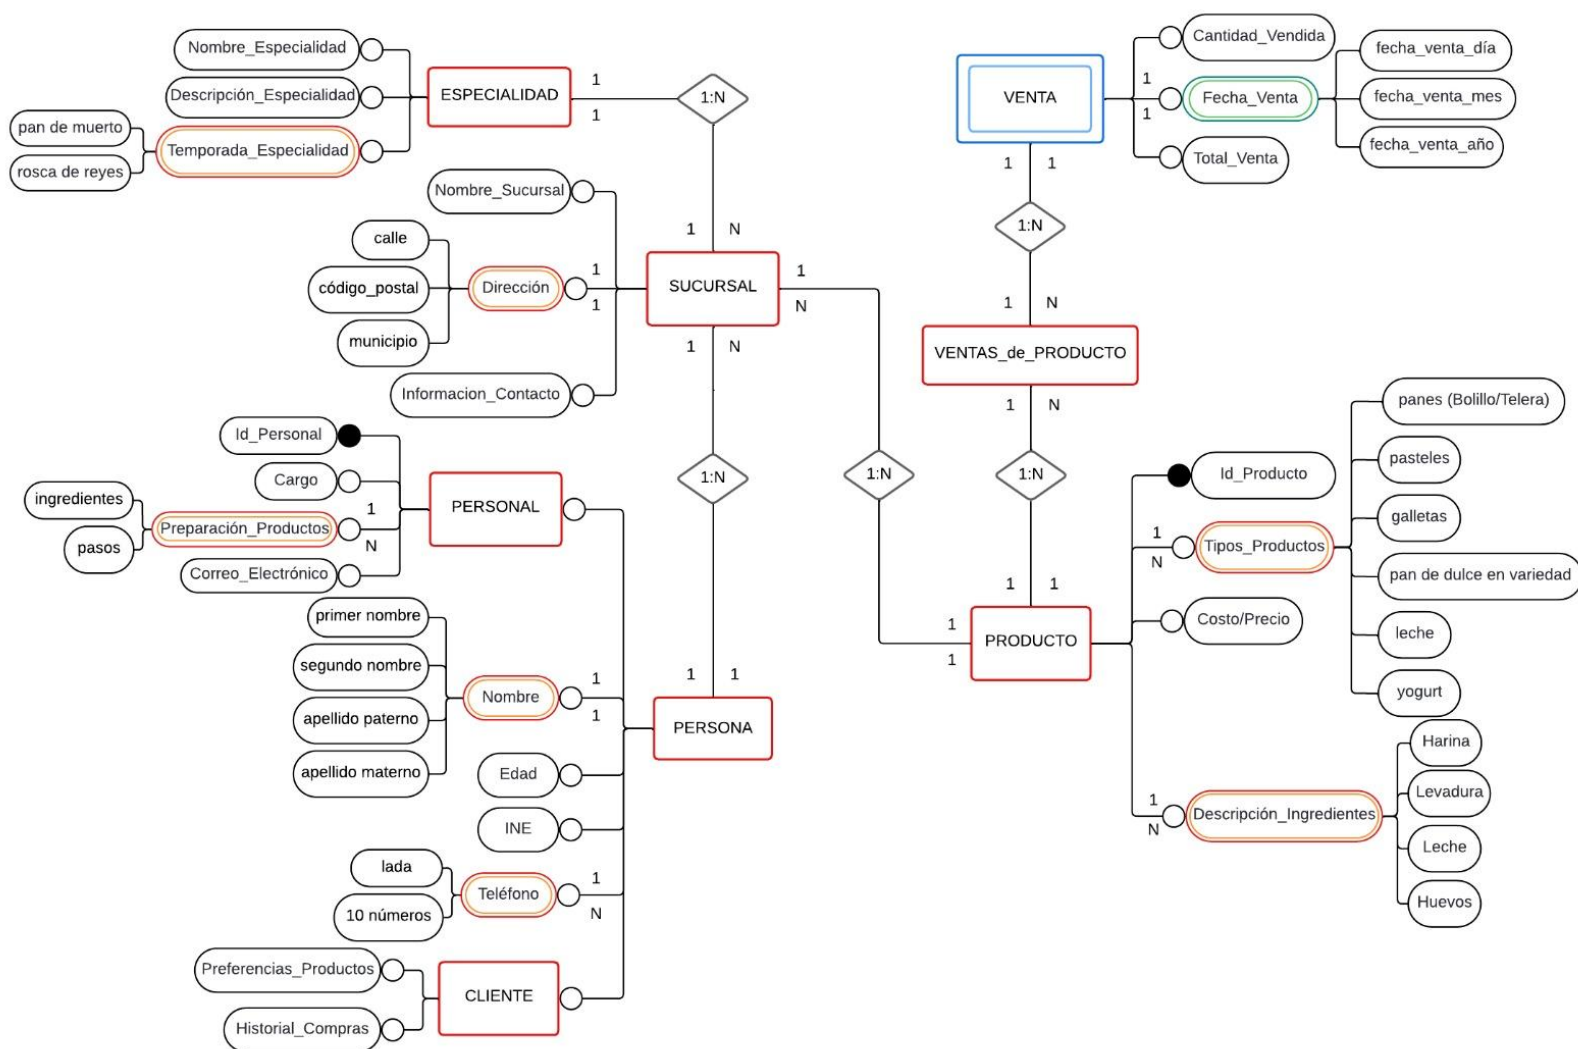 Nombre_Especialidad
Descripción_Especialidad
Temporada_Especialidad
pan de muerto
rosca de reyes
ESPECIALIDAD
1
1
1:N
1
N
Nombre_Sucursal
calle
código_postal
municipio
Dirección
1
1
Informacion_Contacto
SUCURSAL
1
N
1
N
1:N
1
1
Id_Personal
Cargo
ingredientes
pasos
Preparación_Productos
1
N
Correo_Electrónico
PERSONAL
primer nombre
segundo nombre
apellido paterno
apellido materno
Nombre
1
1
Edad
INE
lada
10 números
Teléfono
1
N
PERSONA
Preferencias_Productos
Historial_Compras
CLIENTE
VENTA
Cantidad_Vendida
1
1
Fecha_Venta
Total_Venta
fecha_venta_día
fecha_venta_mes
fecha_venta_año
1
1
1:N
1
N
VENTAS_de_PRODUCTO
1
N
1:N
1:N
1
1
1
1
PRODUCTO
Id_Producto
1
N
Tipos_Productos
Costo/Precio
panes (Bolillo/Telera)
pasteles
galletas
pan de dulce en variedad
leche
yogurt
1
N
Descripción_Ingredientes
Harina
Levadura
Leche
Huevos